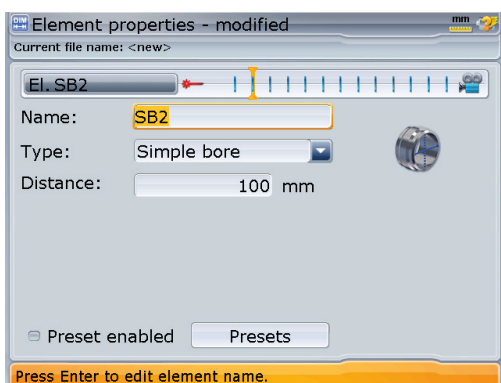 DIM Element properties - modified mm
Current file name: <new>
El. SB2
Name: SB2
Type: Simple bore
Distance: 100 mm
Preset enabled Presets
Press Enter to edit element name.